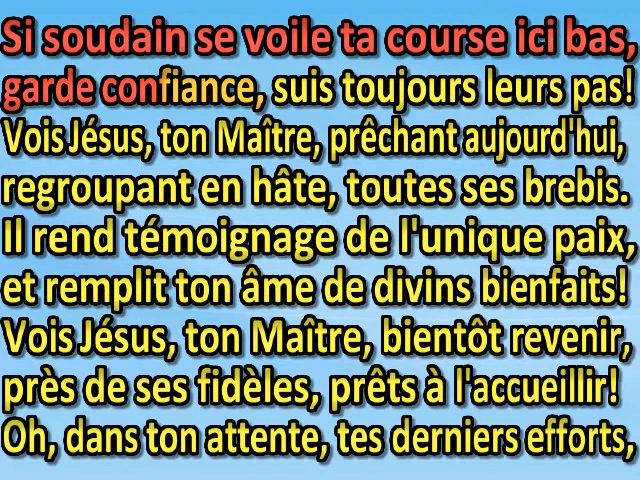 Si soudain se voile ta course ici bas,
garde confiance, suis toujours leurs pas!
Vois Jésus, ton Maître, prêchant aujourd'hui,
regroupant en hâte, toutes ses brebis.
Il rend témoignage de l'unique paix,
et remplit ton âme de divins bienfaits!
Vois Jésus, ton Maître, bientôt revenir,
près de ses fidèles, prêts à l'accueillir!
Oh, dans ton attente, tes derniers efforts,